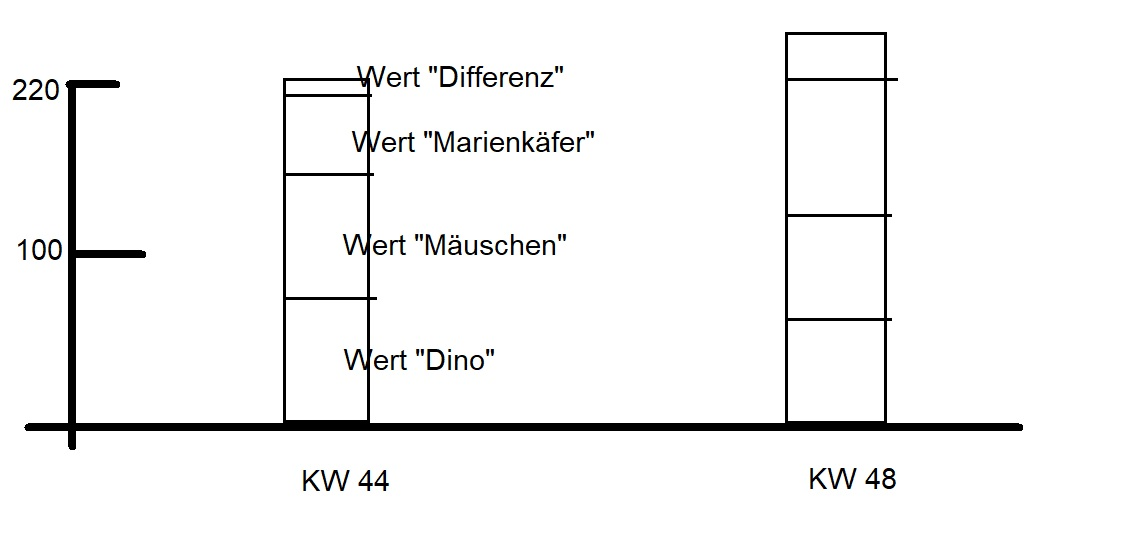 220
Wert "Differenz"
Wert "Marienkäfer"
100
Wert "Mäuschen"
Wert "Dino"
KW 44
KW 48